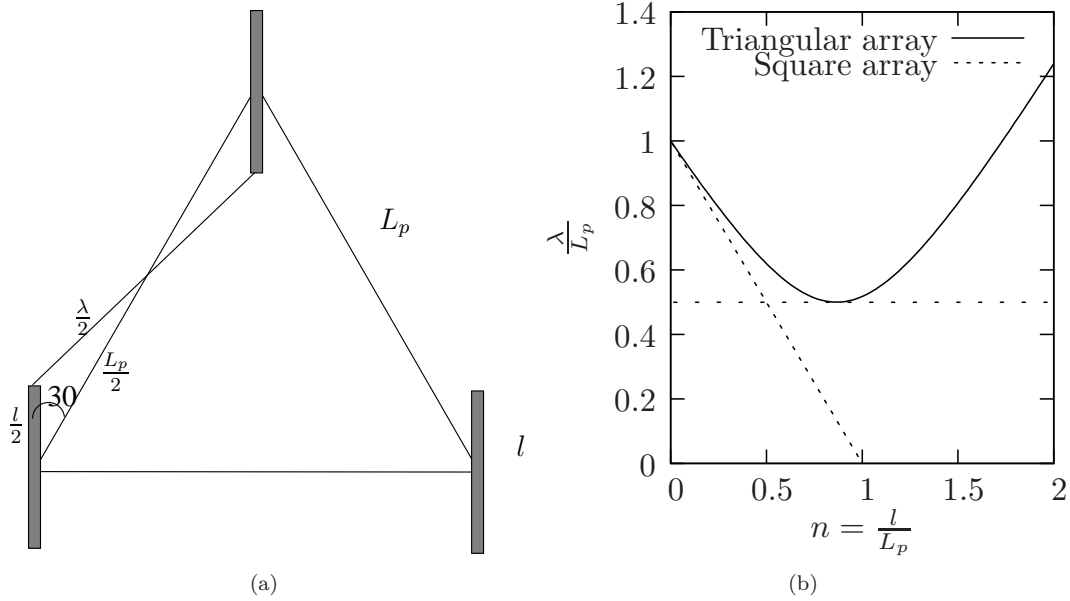 L_p
λ/2
L_p/2
30
l/2
l
(a)
1.4
1.2
1
0.8
0.6
0.4
0.2
0
Triangular array
Square array
λ/L_p
0 0.5 1 1.5 2
n = l/L_p
(b)